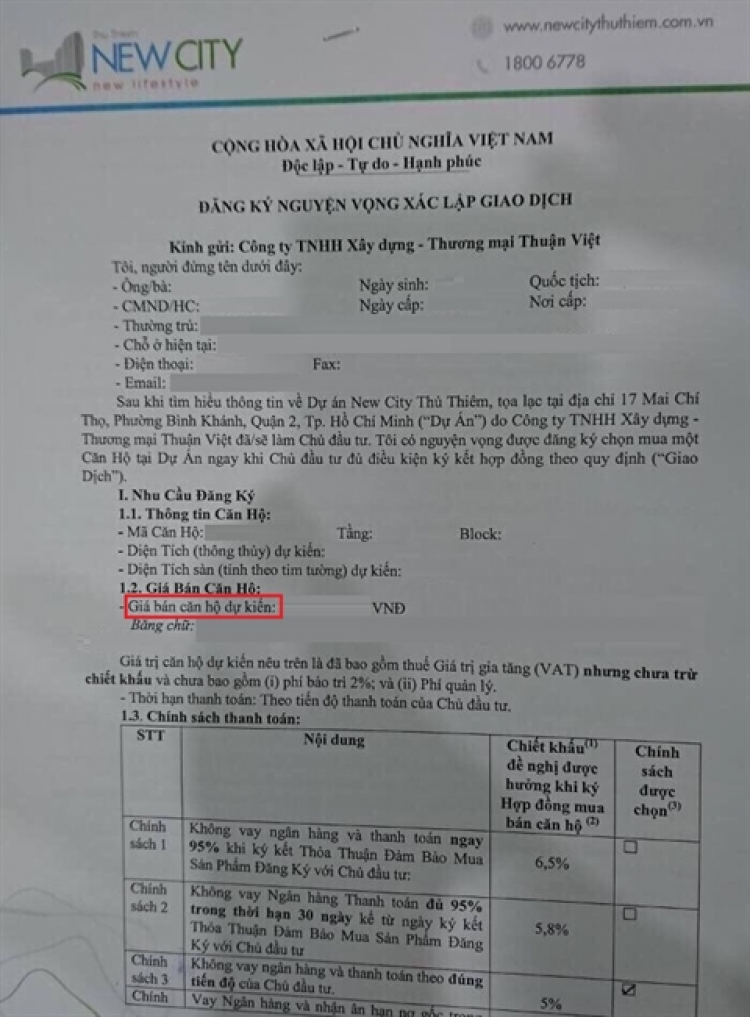 Thu Thiem
NEW CITY
new lifestyle
www.newcitythuthiem.com.vn
1800 6778
CỘNG HÒA XÃ HỘI CHỦ NGHĨA VIỆT NAM
Độc lập - Tự do - Hạnh phúc
ĐĂNG KÝ NGUYỆN VỌNG XÁC LẬP GIAO DỊCH
Kính gửi: Công ty TNHH Xây dựng - Thương mại Thuận Việt
Tôi, người đứng tên dưới đây:
- Ông/bà: Ngày sinh: Quốc tịch:
- CMND/HC: Ngày cấp: Nơi cấp:
- Thường trú:
- Chỗ ở hiện tại:
- Điện thoại: Fax:
- Email:
Sau khi tìm hiểu thông tin về Dự án New City Thủ Thiêm, tọa lạc tại địa chỉ 17 Mai Chí
Thọ, Phường Bình Khánh, Quận 2, Tp. Hồ Chí Minh (“Dự Án”) do Công ty TNHH Xây dựng -
Thương mại Thuận Việt đã/sẽ làm Chủ đầu tư. Tôi có nguyện vọng được đăng ký chọn mua một
Căn Hộ tại Dự Án ngay khi Chủ đầu tư đủ điều kiện ký kết hợp đồng theo quy định (“Giao
Dịch”).
I. Nhu Cầu Đăng Ký
1.1. Thông tin Căn Hộ:
- Mã Căn Hộ: Tầng: Block:
- Diện Tích (thông thủy) dự kiến:
- Diện Tích sàn (tính theo tim tường) dự kiến:
1.2. Giá Bán Căn Hộ:
- Giá bán căn hộ dự kiến: VNĐ
Bằng chữ:
Giá trị căn hộ dự kiến nêu trên là đã bao gồm thuế Giá trị gia tăng (VAT) nhưng chưa trừ
chiết khấu và chưa bao gồm (i) phí bảo trì 2%; và (ii) Phí quản lý.
- Thời hạn thanh toán: Theo tiến độ thanh toán của Chủ đầu tư.
1.3. Chính sách thanh toán:
STT
Nội dung
Chiết khấu(1)
đề nghị được
hưởng khi ký
Hợp đồng mua
bán căn hộ (2)
Chính
sách
được
chọn(3)
Chính
sách 1
Không vay ngân hàng và thanh toán ngay
95% khi ký kết Thỏa Thuận Đảm Bảo Mua
Sản Phẩm Đăng Ký với Chủ đầu tư;
6,5%
☐
Chính
sách 2
Không vay Ngân hàng Thanh toán đủ 95%
trong thời hạn 30 ngày kể từ ngày ký kết
Thỏa Thuận Đảm Bảo Mua Sản Phẩm Đăng
Ký với Chủ đầu tư
5,8%
☐
Chính
sách 3
Không vay ngân hàng và thanh toán theo đúng
tiến độ của Chủ đầu tư.
5%
☑
Chính
Vay Ngân hàng và nhận ân hạn nợ gốc trong